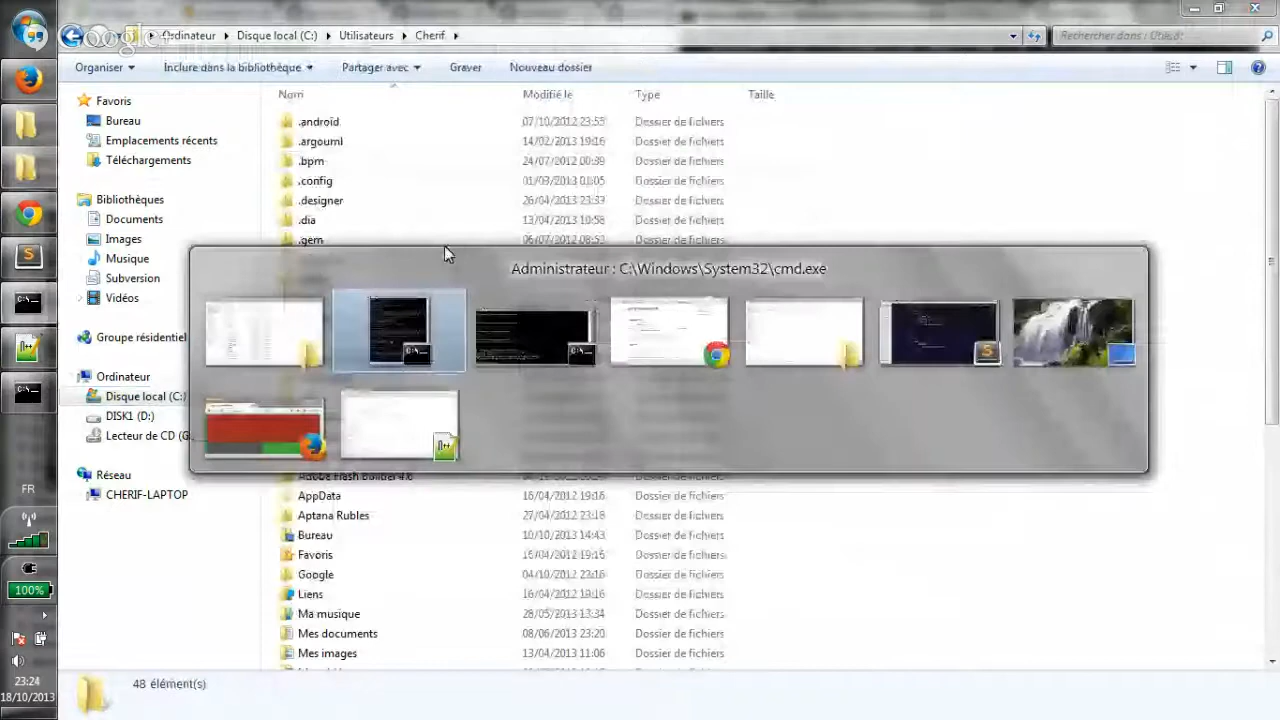 Google+
Ordinateur
Disque local (C:)
Utilisateurs
Cherif
Rechercher dans : Cherif
Organiser
Inclure dans la bibliothèque
Partager avec
Graver
Nouveau dossier
Nom
Modifié le
Type
Taille
Favoris
Bureau
Emplacements récents
Téléchargements
Bibliothèques
Documents
Images
Musique
Subversion
Vidéos
Groupe résidentiel
Ordinateur
Disque local (C:)
DISK1 (D:)
Lecteur de CD (G:
Réseau
CHERIF-LAPTOP
.android 07/10/2012 23:55 Dossier de fichiers
.argouml 14/02/2013 19:16 Dossier de fichiers
.bpm 24/07/2012 00:39 Dossier de fichiers
.config 01/03/2013 01:05 Dossier de fichiers
.designer 26/04/2013 23:37 Dossier de fichiers
.dia 13/04/2013 10:58 Dossier de fichiers
.gem 06/07/2012 08:53 Dossier de fichiers
Administrateur : C:\Windows\System32\cmd.exe
Adobe Flash Builder 4.6
AppData 16/04/2012 19:16 Dossier de fichiers
Aptana Rubles 27/04/2012 23:18 Dossier de fichiers
Bureau 10/10/2013 14:43 Dossier de fichiers
Favoris 16/04/2012 19:16 Dossier de fichiers
Google 04/10/2012 23:16 Dossier de fichiers
Liens 16/04/2012 19:16 Dossier de fichiers
Ma musique 28/05/2013 13:34 Dossier de fichiers
Mes documents 08/06/2013 23:20 Dossier de fichiers
Mes images 13/04/2013 11:06 Dossier de fichiers
48 élément(s)
FR
100%
23:24
18/10/2013